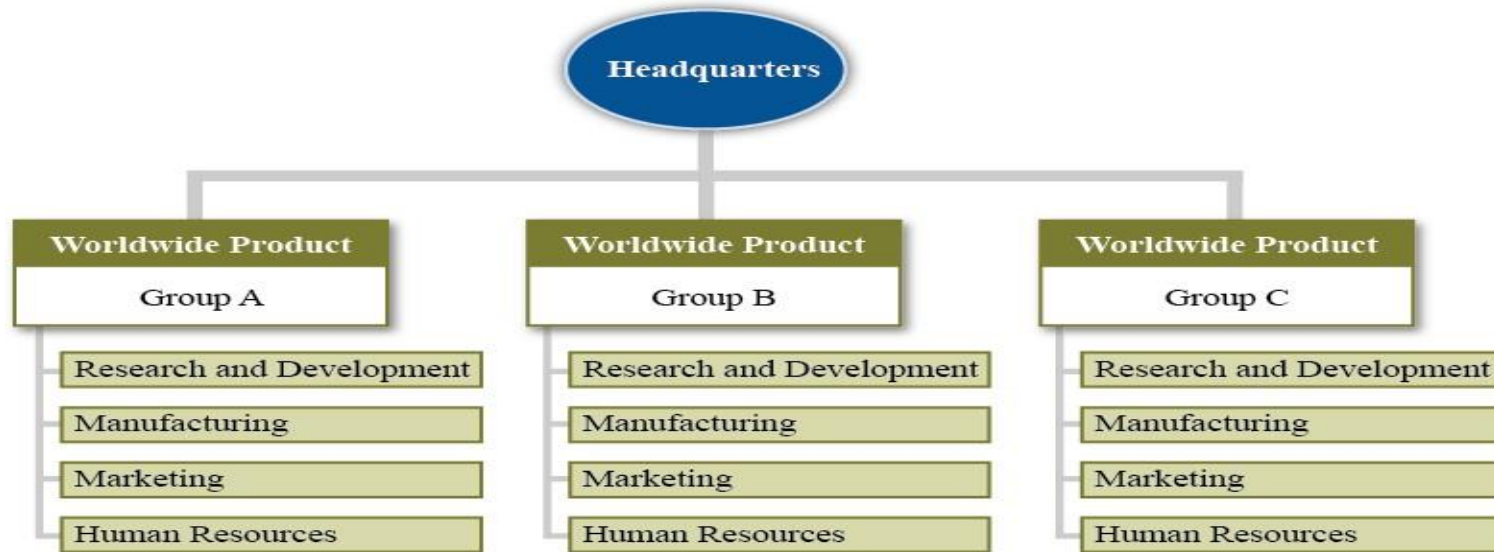 Headquarters
Worldwide Product
Group A
Research and Development
Manufacturing
Marketing
Human Resources
Worldwide Product
Group B
Research and Development
Manufacturing
Marketing
Human Resources
Worldwide Product
Group C
Research and Development
Manufacturing
Marketing
Human Resources